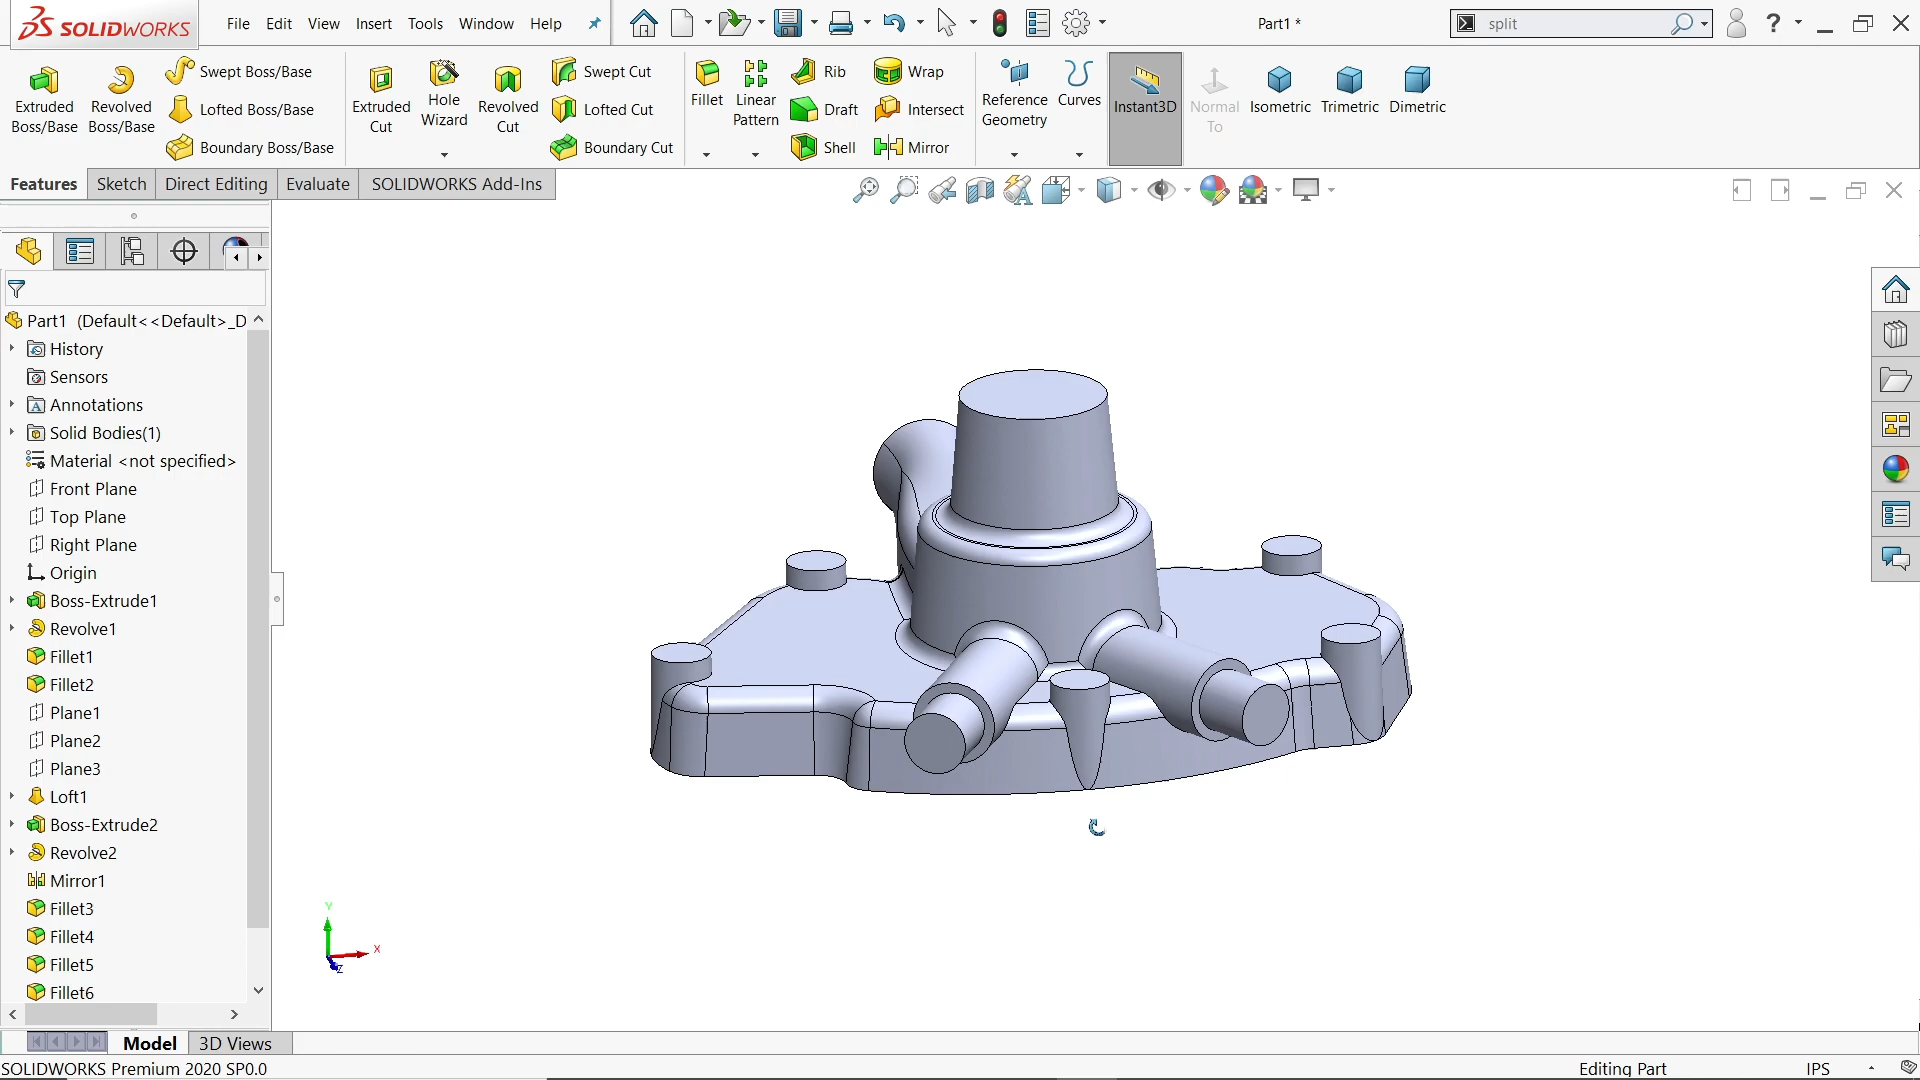 SOLIDWORKS
File Edit View Insert Tools Window Help
Part1 *
split
?
Extruded Boss/Base
Revolved Boss/Base
Swept Boss/Base
Lofted Boss/Base
Boundary Boss/Base
Extruded Cut
Hole Wizard
Revolved Cut
Swept Cut
Lofted Cut
Boundary Cut
Fillet
Linear Pattern
Rib
Draft
Shell
Wrap
Intersect
Mirror
Reference Geometry
Curves
Instant3D
Normal To
Isometric
Trimetric
Dimetric
Features Sketch Direct Editing Evaluate SOLIDWORKS Add-Ins
Part1 (Default<<Default>_D
History
Sensors
Annotations
Solid Bodies(1)
Material <not specified>
Front Plane
Top Plane
Right Plane
Origin
Boss-Extrude1
Revolve1
Fillet1
Fillet2
Plane1
Plane2
Plane3
Loft1
Boss-Extrude2
Revolve2
Mirror1
Fillet3
Fillet4
Fillet5
Fillet6
Y
X
Z
Model 3D Views
SOLIDWORKS Premium 2020 SP0.0
Editing Part
IPS